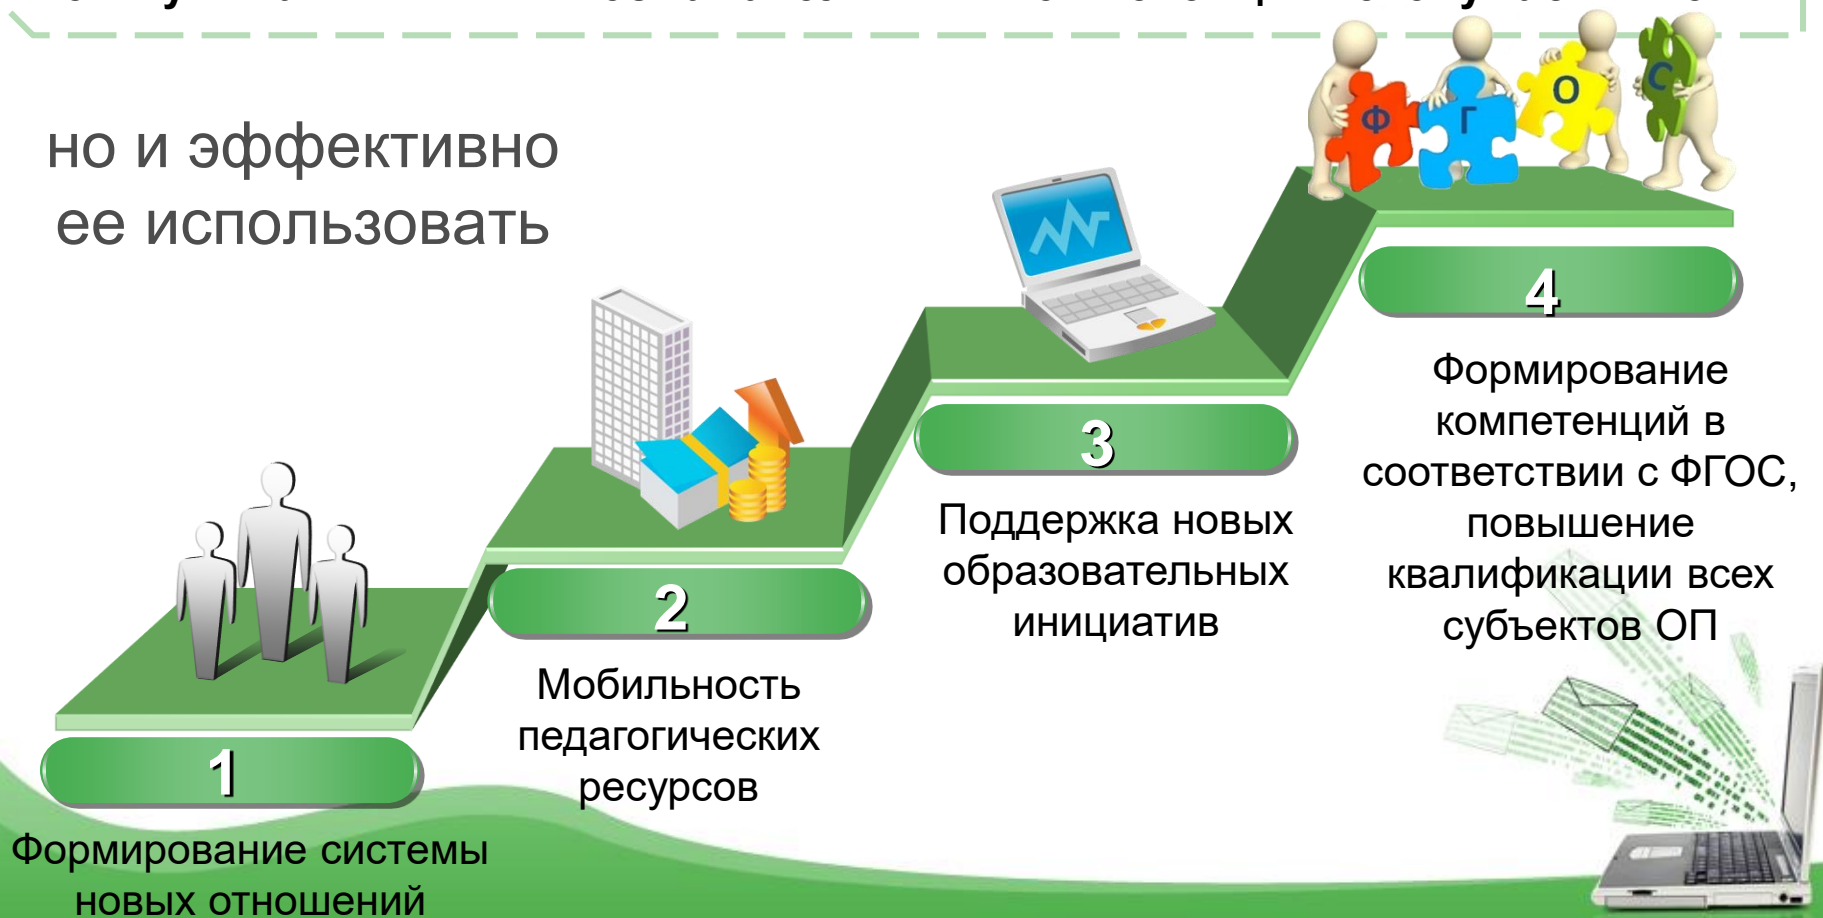 но и эффективно
ее использовать
Ф Г О С
4
Формирование
компетенций в
соответствии с ФГОС,
повышение
квалификации всех
субъектов ОП
3
Поддержка новых
образовательных
инициатив
2
Мобильность
педагогических
ресурсов
1
Формирование системы
новых отношений